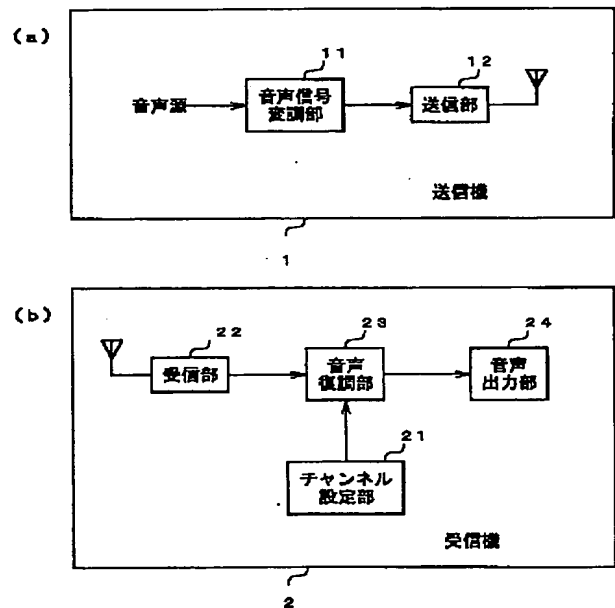 (a)
11
12
音声源
音声信号
変調部
送信部
送信機
1
(b)
22
23
24
受信部
音声
復調部
音声
出力部
21
チャンネル
設定部
受信機
2